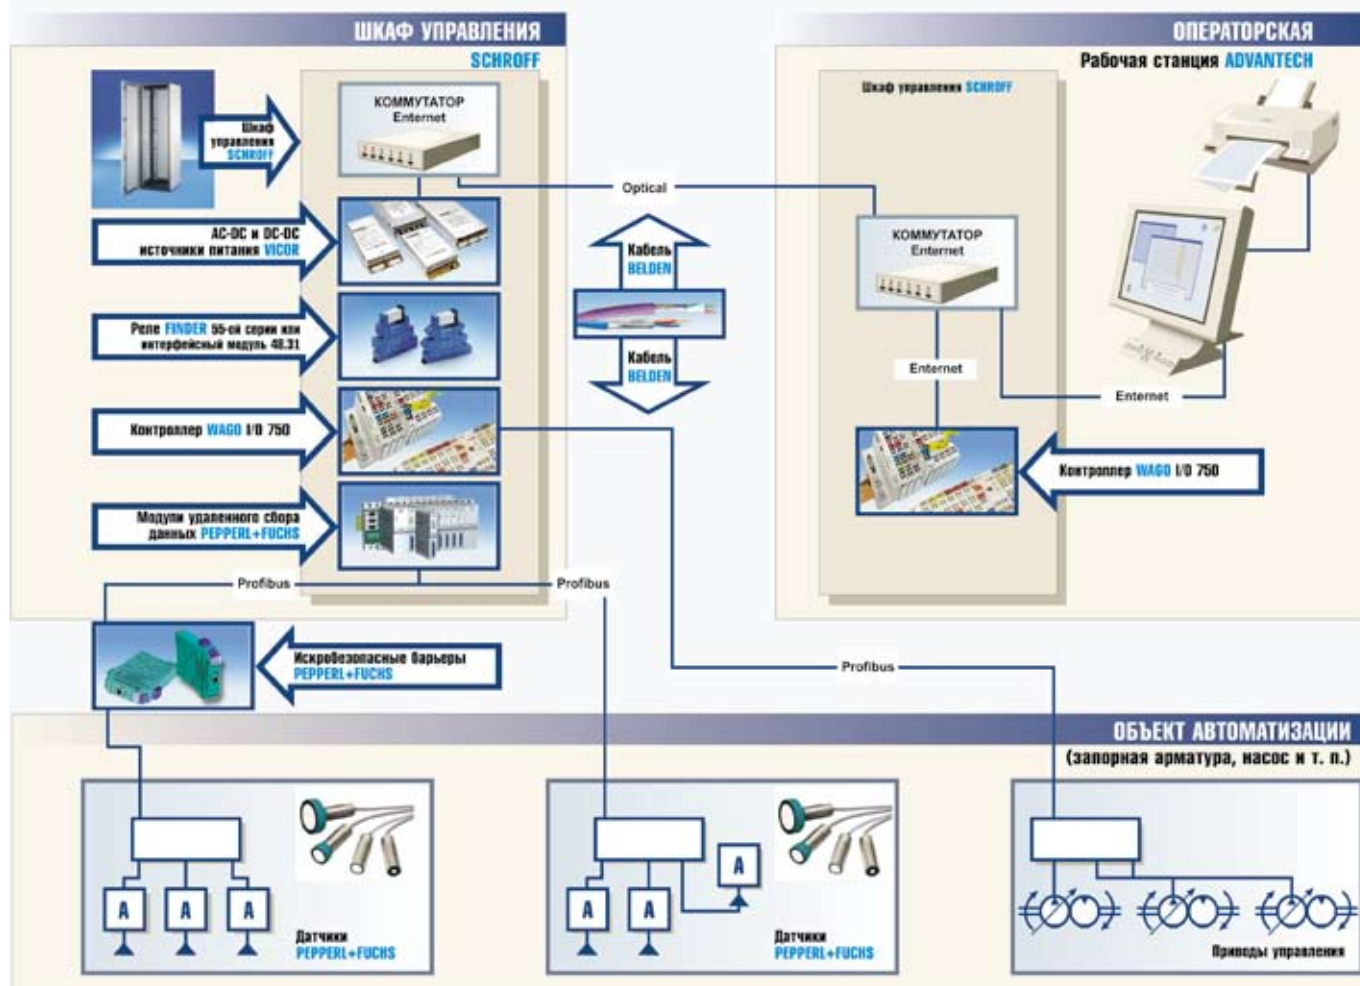 ШКАФ УПРАВЛЕНИЯ
SCHROFF
КОММУТАТОР
Enternet
Шкаф
управления
SCHROFF
AC-DC и DC-DC
источники питания VICOR
Реле FINDER 55-ой серии или
интерфейсный модуль 48.31
Контроллер WAGO I/O 750
Модули удаленного сбора
данных PEPPERL+FUCHS
Profibus
Profibus
Искробезопасные барьеры
PEPPERL+FUCHS
Optical
Кабель
BELDEN
Кабель
BELDEN
ОПЕРАТОРСКАЯ
Рабочая станция ADVANTECH
Шкаф управления SCHROFF
КОММУТАТОР
Enternet
Enternet
Enternet
Контроллер WAGO I/O 750
Profibus
ОБЪЕКТ АВТОМАТИЗАЦИИ
(запорная арматура, насос и т. п.)
A
A
A
Датчики
PEPPERL+FUCHS
A
A
A
Датчики
PEPPERL+FUCHS
Приводы управления